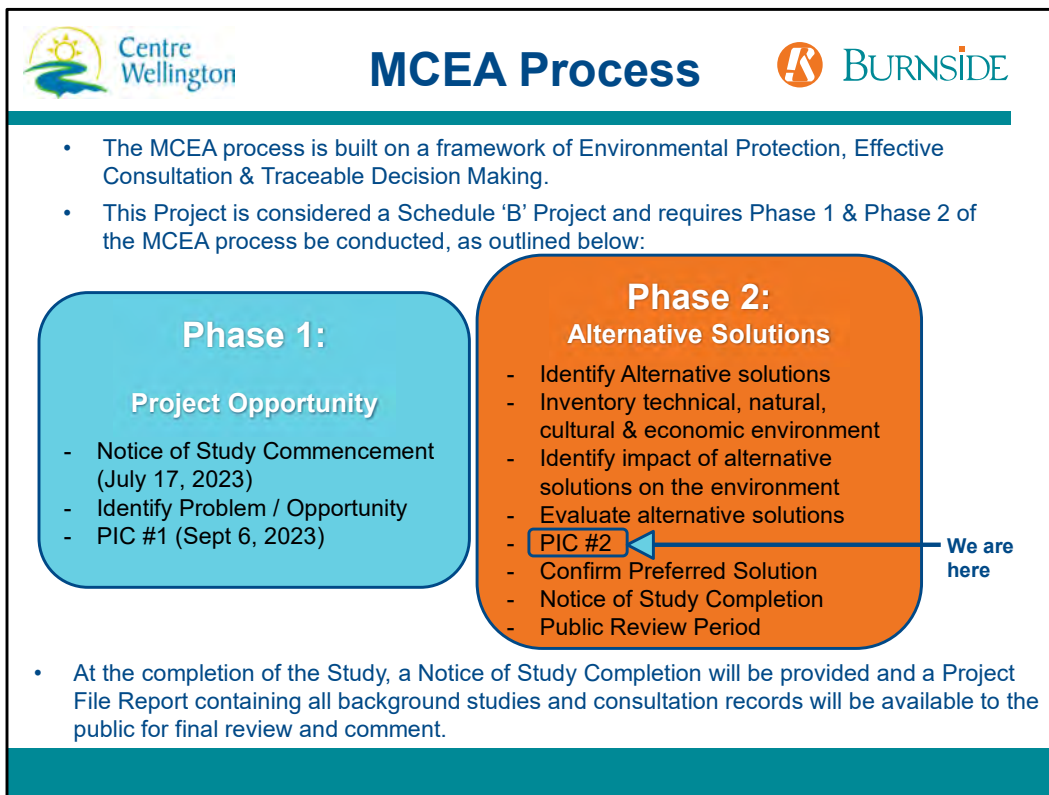 Centre
Wellington
MCEA Process
BURNSIDE
• The MCEA process is built on a framework of Environmental Protection, Effective
Consultation & Traceable Decision Making.
• This Project is considered a Schedule ‘B’ Project and requires Phase 1 & Phase 2 of
the MCEA process be conducted, as outlined below:
Phase 1:
Project Opportunity
- Notice of Study Commencement
(July 17, 2023)
- Identify Problem / Opportunity
- PIC #1 (Sept 6, 2023)
Phase 2:
Alternative Solutions
- Identify Alternative solutions
- Inventory technical, natural,
cultural & economic environment
- Identify impact of alternative
solutions on the environment
- Evaluate alternative solutions
- PIC #2
- Confirm Preferred Solution
- Notice of Study Completion
- Public Review Period
We are
here
• At the completion of the Study, a Notice of Study Completion will be provided and a Project
File Report containing all background studies and consultation records will be available to the
public for final review and comment.